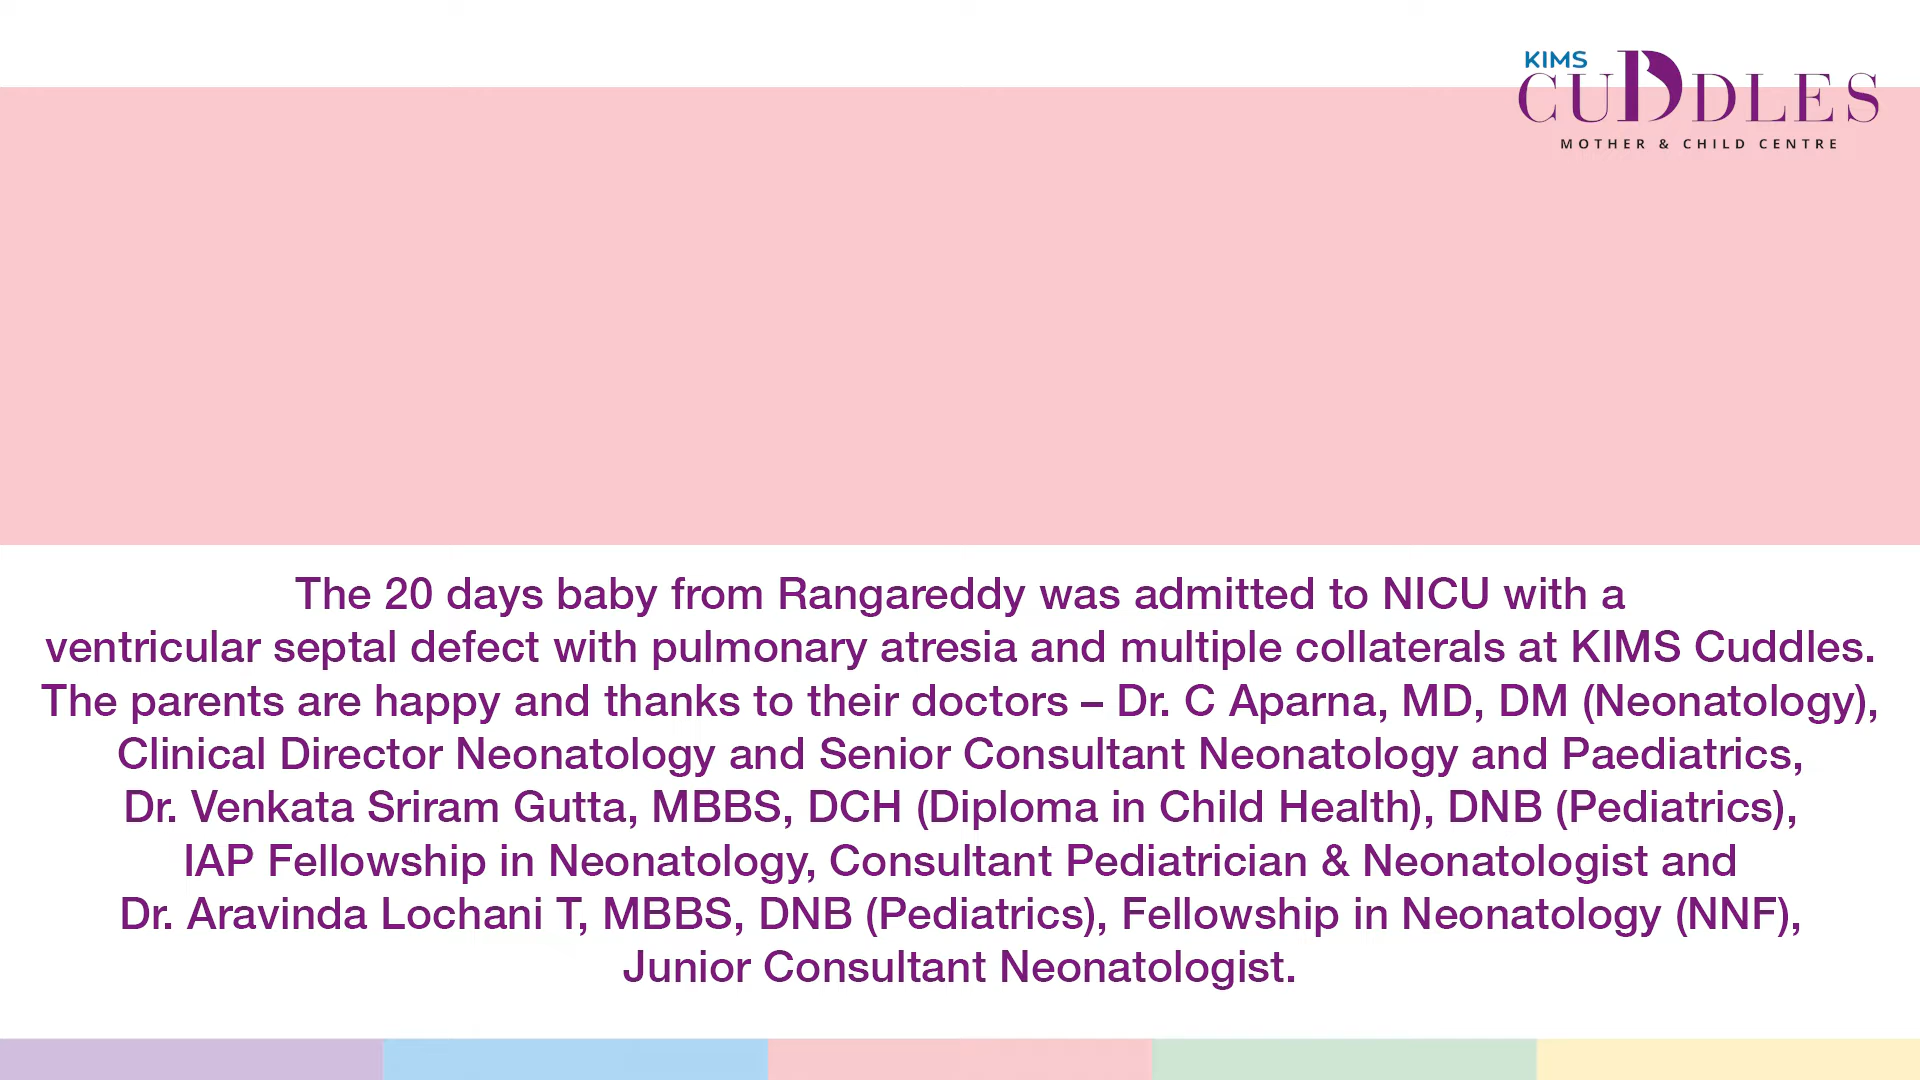 KIMS
CUDDLES
MOTHER & CHILD CENTRE
The 20 days baby from Rangareddy was admitted to NICU with a
ventricular septal defect with pulmonary atresia and multiple collaterals at KIMS Cuddles.
The parents are happy and thanks to their doctors – Dr. C Aparna, MD, DM (Neonatology),
Clinical Director Neonatology and Senior Consultant Neonatology and Paediatrics,
Dr. Venkata Sriram Gutta, MBBS, DCH (Diploma in Child Health), DNB (Pediatrics),
IAP Fellowship in Neonatology, Consultant Pediatrician & Neonatologist and
Dr. Aravinda Lochani T, MBBS, DNB (Pediatrics), Fellowship in Neonatology (NNF),
Junior Consultant Neonatologist.